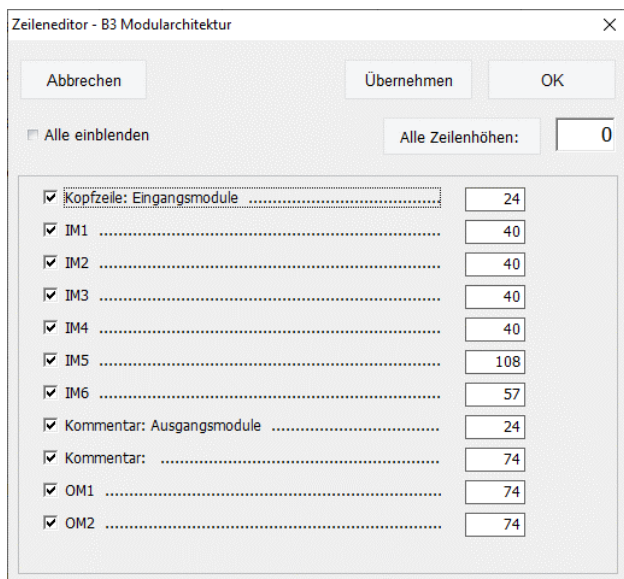 Zeileneditor - B3 Modularchitektur
Abbrechen Übernehmen OK
Alle einblenden Alle Zeilenhöhen: 0
Kopfzeile: Eingangsmodule ........................................ 24
IM1 ........................................................................ 40
IM2 ........................................................................ 40
IM3 ........................................................................ 40
IM4 ........................................................................ 40
IM5 ........................................................................ 108
IM6 ........................................................................ 57
Kommentar: Ausgangsmodule ............................. 24
Kommentar: .......................................................... 74
OM1 ...................................................................... 74
OM2 ...................................................................... 74